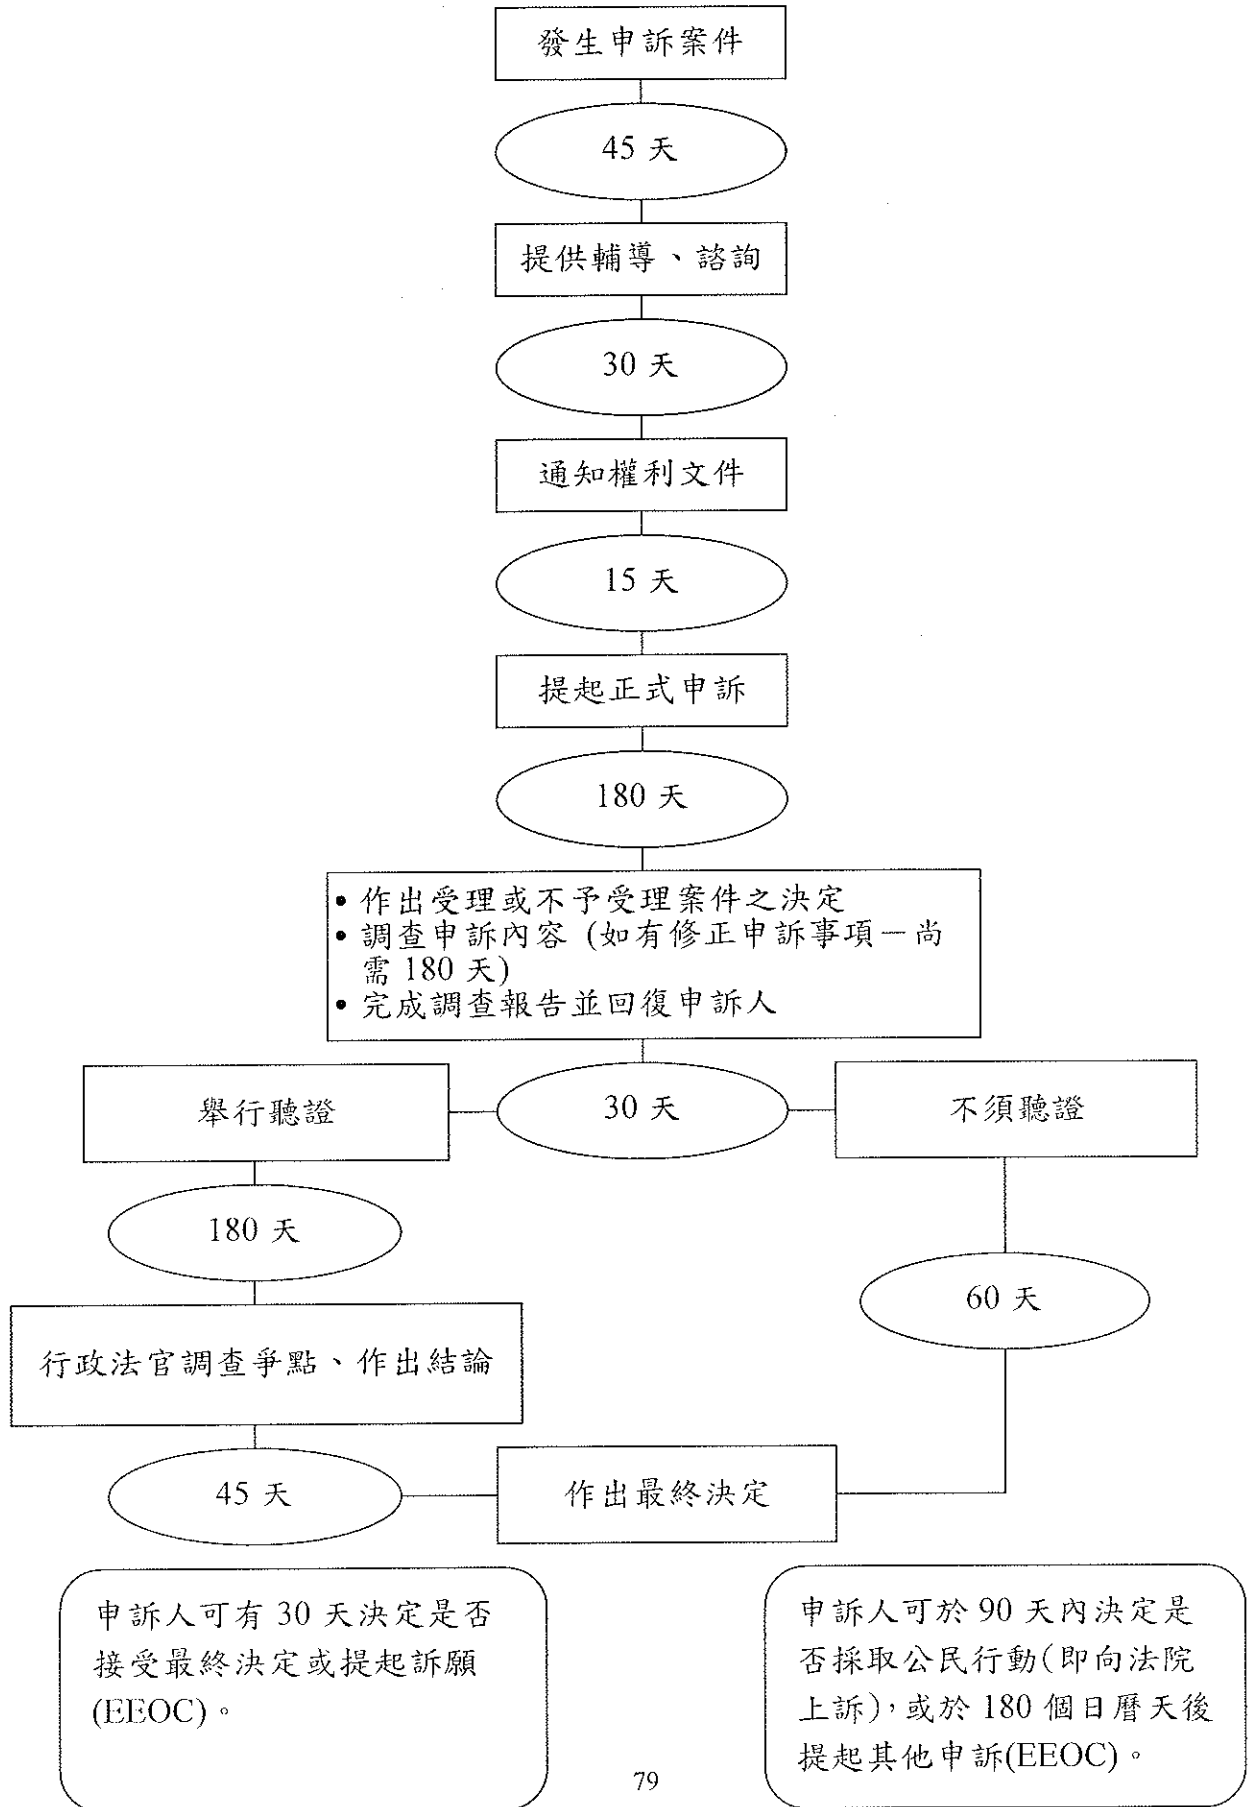 發生申訴案件
45 天
提供輔導、諮詢
30 天
通知權利文件
15 天
提起正式申訴
180 天
• 作出受理或不予受理案件之決定
• 調查申訴內容 (如有修正申訴事項－尚
需 180 天)
• 完成調查報告並回復申訴人
舉行聽證
30 天
不須聽證
180 天
60 天
行政法官調查爭點、作出結論
45 天
作出最終決定
申訴人可有 30 天決定是否
接受最終決定或提起訴願
(EEOC)。
申訴人可於 90 天內決定是
否採取公民行動(即向法院
上訴)，或於 180 個日曆天後
提起其他申訴(EEOC)。
79